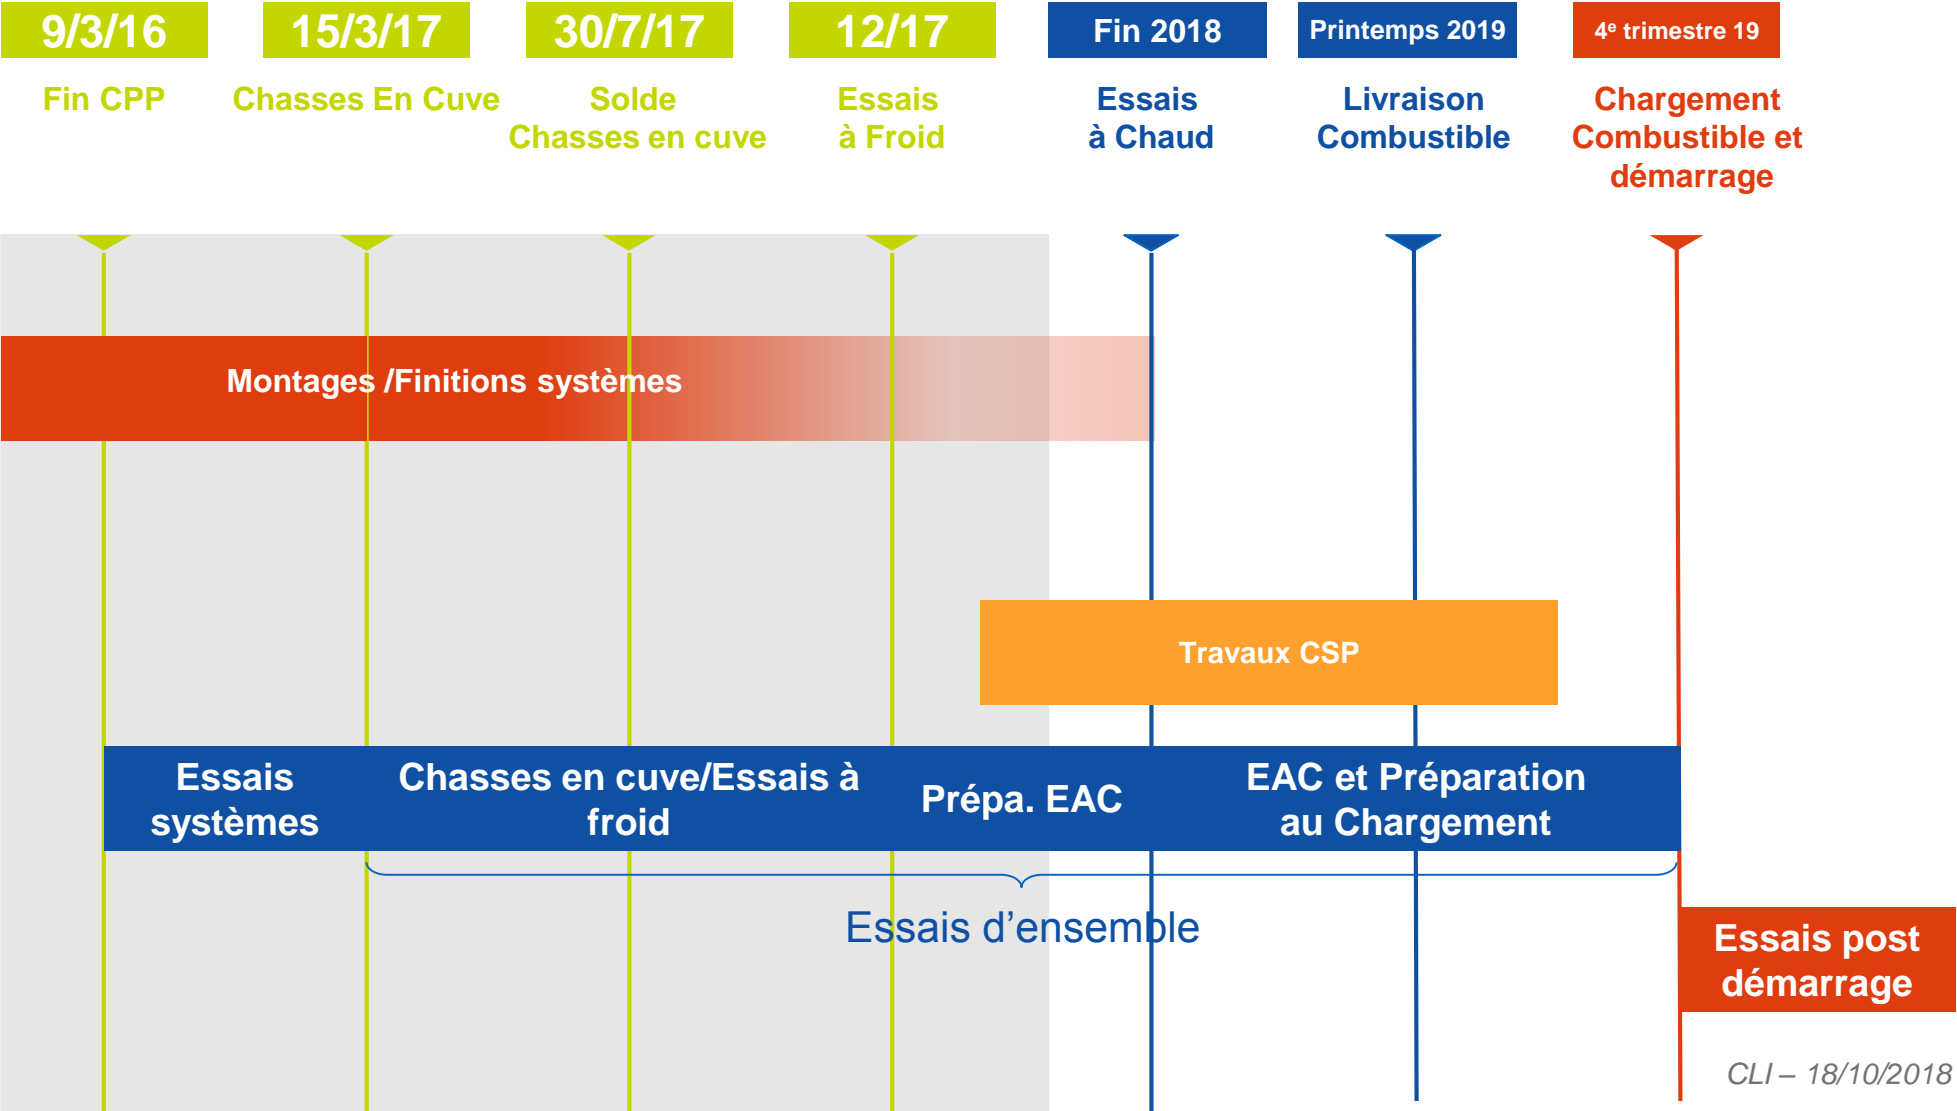 9/3/16
15/3/17
30/7/17
12/17
Fin 2018
Printemps 2019
4e trimestre 19
Fin CPP
Chasses En Cuve
Solde
Chasses en cuve
Essais
à Froid
Essais
à Chaud
Livraison
Combustible
Chargement
Combustible et
démarrage
Montages /Finitions systèmes
Travaux CSP
Essais
systèmes
Chasses en cuve/Essais à
froid
Prépa. EAC
EAC et Préparation
au Chargement
Essais d’ensemble
Essais post
démarrage
CLI – 18/10/2018